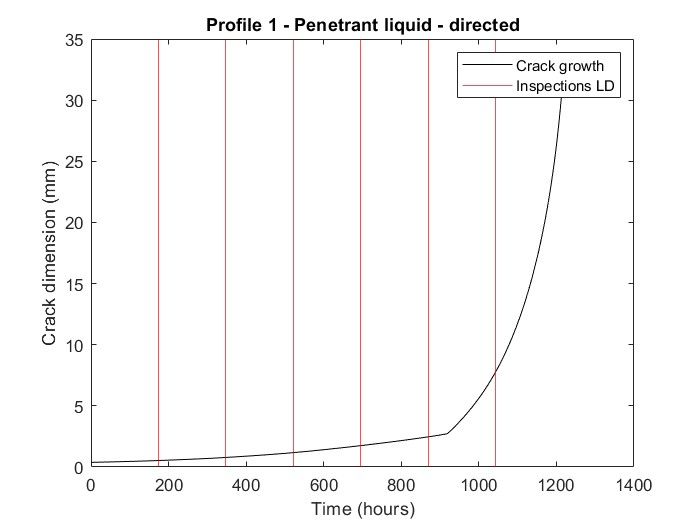 Profile 1 - Penetrant liquid - directed
35
30
25
20
15
10
5
0
Crack dimension (mm)
Crack growth
Inspections LD
0 200 400 600 800 1000 1200 1400
Time (hours)